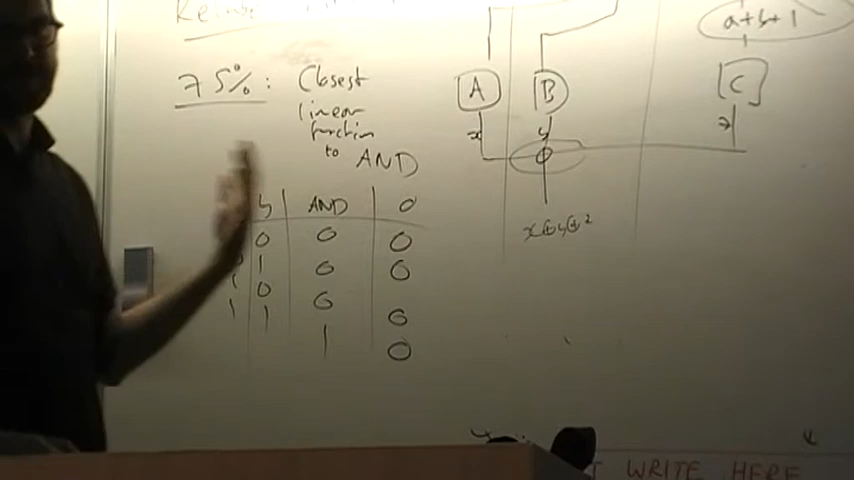 75%: Closest
linear
function
to AND
b AND 0
0 0 0
1 0 0
1 0 0 0
1 1 1 0
a+b+1
A B C
x y z
x⊕y⊕z
WRITE HERE